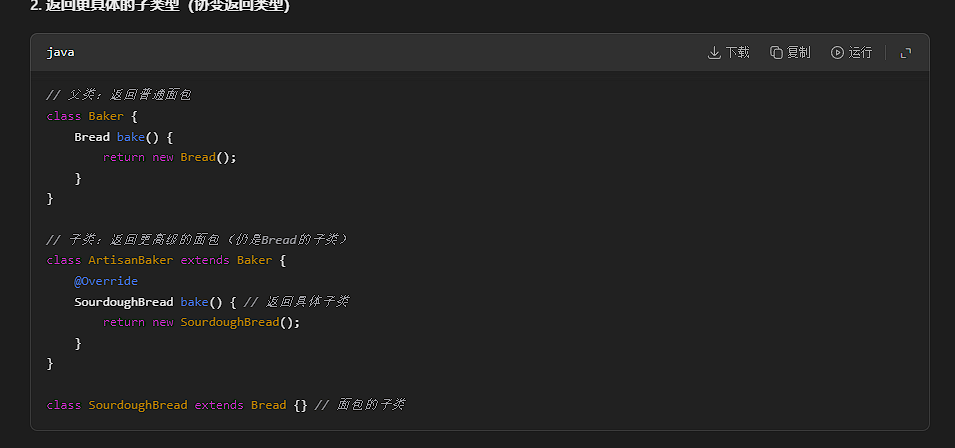 2. 返回更具体的子类型（协变返回类型）
java
下载
复制
运行
// 父类：返回普通面包
class Baker {
    Bread bake() {
        return new Bread();
    }
}
// 子类：返回更高级的面包（仍是Bread的子类）
class ArtisanBaker extends Baker {
    @Override
    SourdoughBread bake() { // 返回具体子类
        return new SourdoughBread();
    }
}
class SourdoughBread extends Bread {} // 面包的子类